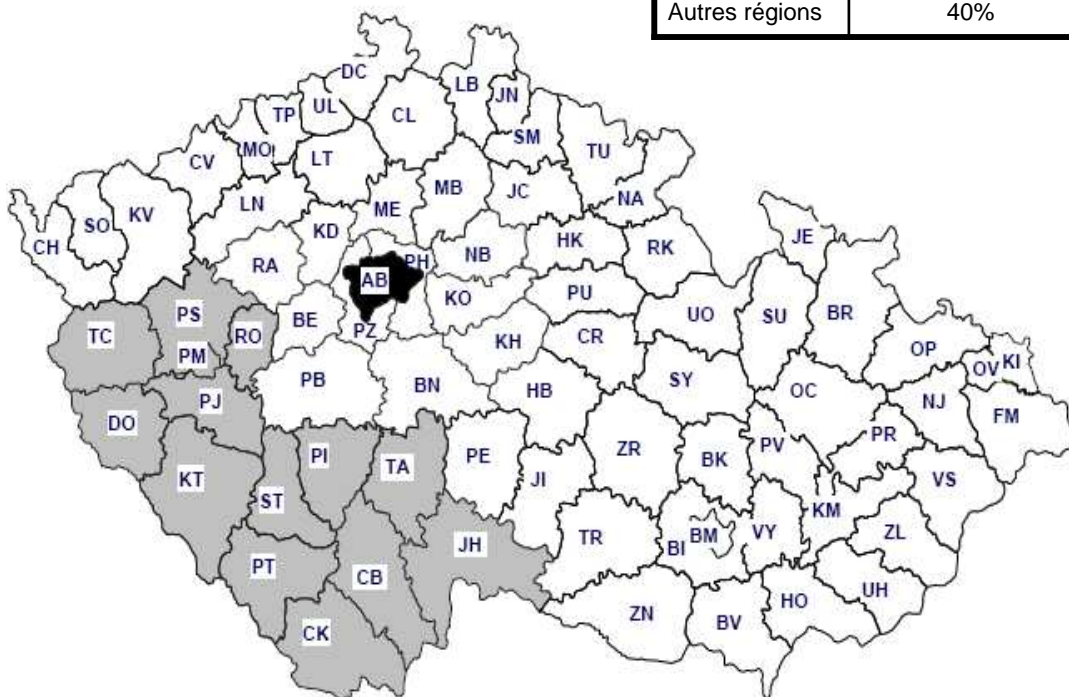 Autres régions 40%
DC
LB
JN
UL
TP
CL
SM
MO
TU
CV
LT
MB
JC
NA
LN
ME
KV
SO
KD
CH
HK
RK
JE
NB
PH
RA
AB
KO
PU
PS
UO
SU
BR
BE
TC
RO
PZ
KH
CR
OP
PM
OV
KI
PB
BN
SY
HB
OC
PJ
NJ
FM
DO
PR
PI
TA
PE
ZR
BK
PV
KT
JI
VS
ST
KM
TR
BM
VY
ZL
JH
BI
PT
CB
UH
HO
ZN
BV
CK